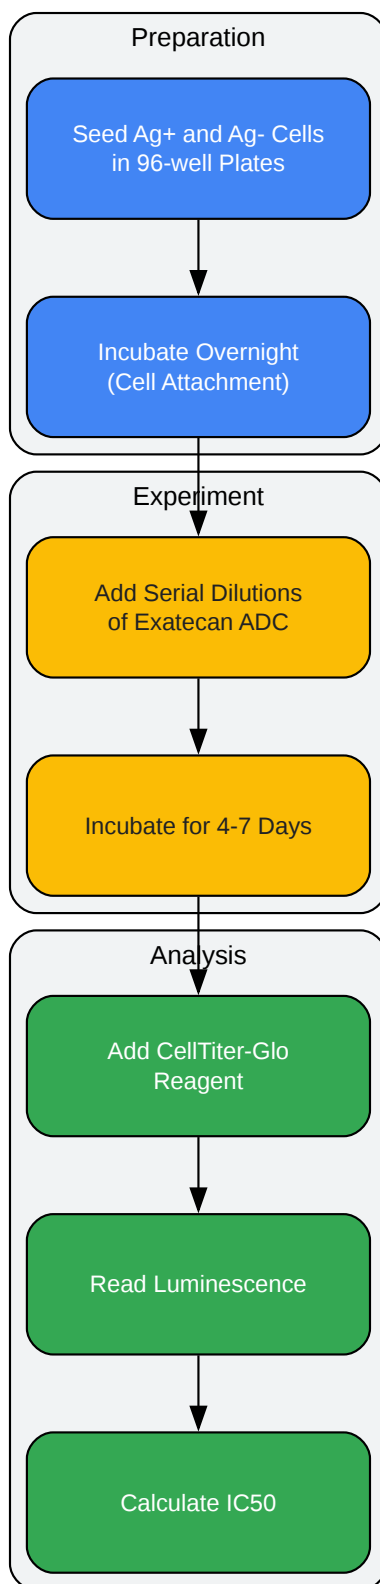 Preparation
Seed Ag+ and Ag- Cells
in 96-well Plates
Incubate Overnight
(Cell Attachment)
Experiment
Add Serial Dilutions
of Exatecan ADC
Incubate for 4-7 Days
Analysis
Add CellTiter-Glo
Reagent
Read Luminescence
Calculate IC50